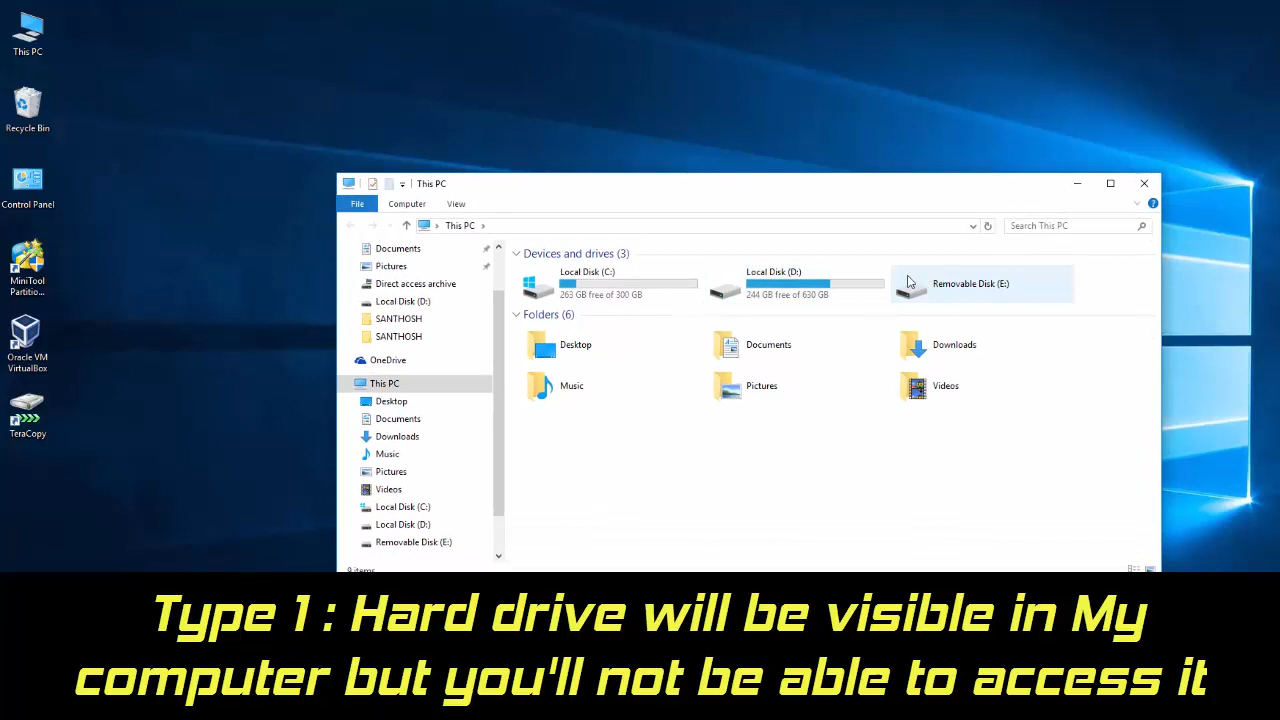 This PC
Recycle Bin
Control Panel
MiniTool
Partitio...
Oracle VM
VirtualBox
TeraCopy
This PC
File Computer View
This PC
Search This PC
Documents
Pictures
Direct access archive
Local Disk (D:)
SANTHOSH
SANTHOSH
OneDrive
This PC
Desktop
Documents
Downloads
Music
Pictures
Videos
Local Disk (C:)
Local Disk (D:)
Removable Disk (E:)
Devices and drives (3)
Local Disk (C:)
263 GB free of 300 GB
Local Disk (D:)
244 GB free of 630 GB
Removable Disk (E:)
Folders (6)
Desktop
Documents
Downloads
Music
Pictures
Videos
9 items
Type 1 : Hard drive will be visible in My
computer but you'll not be able to access it